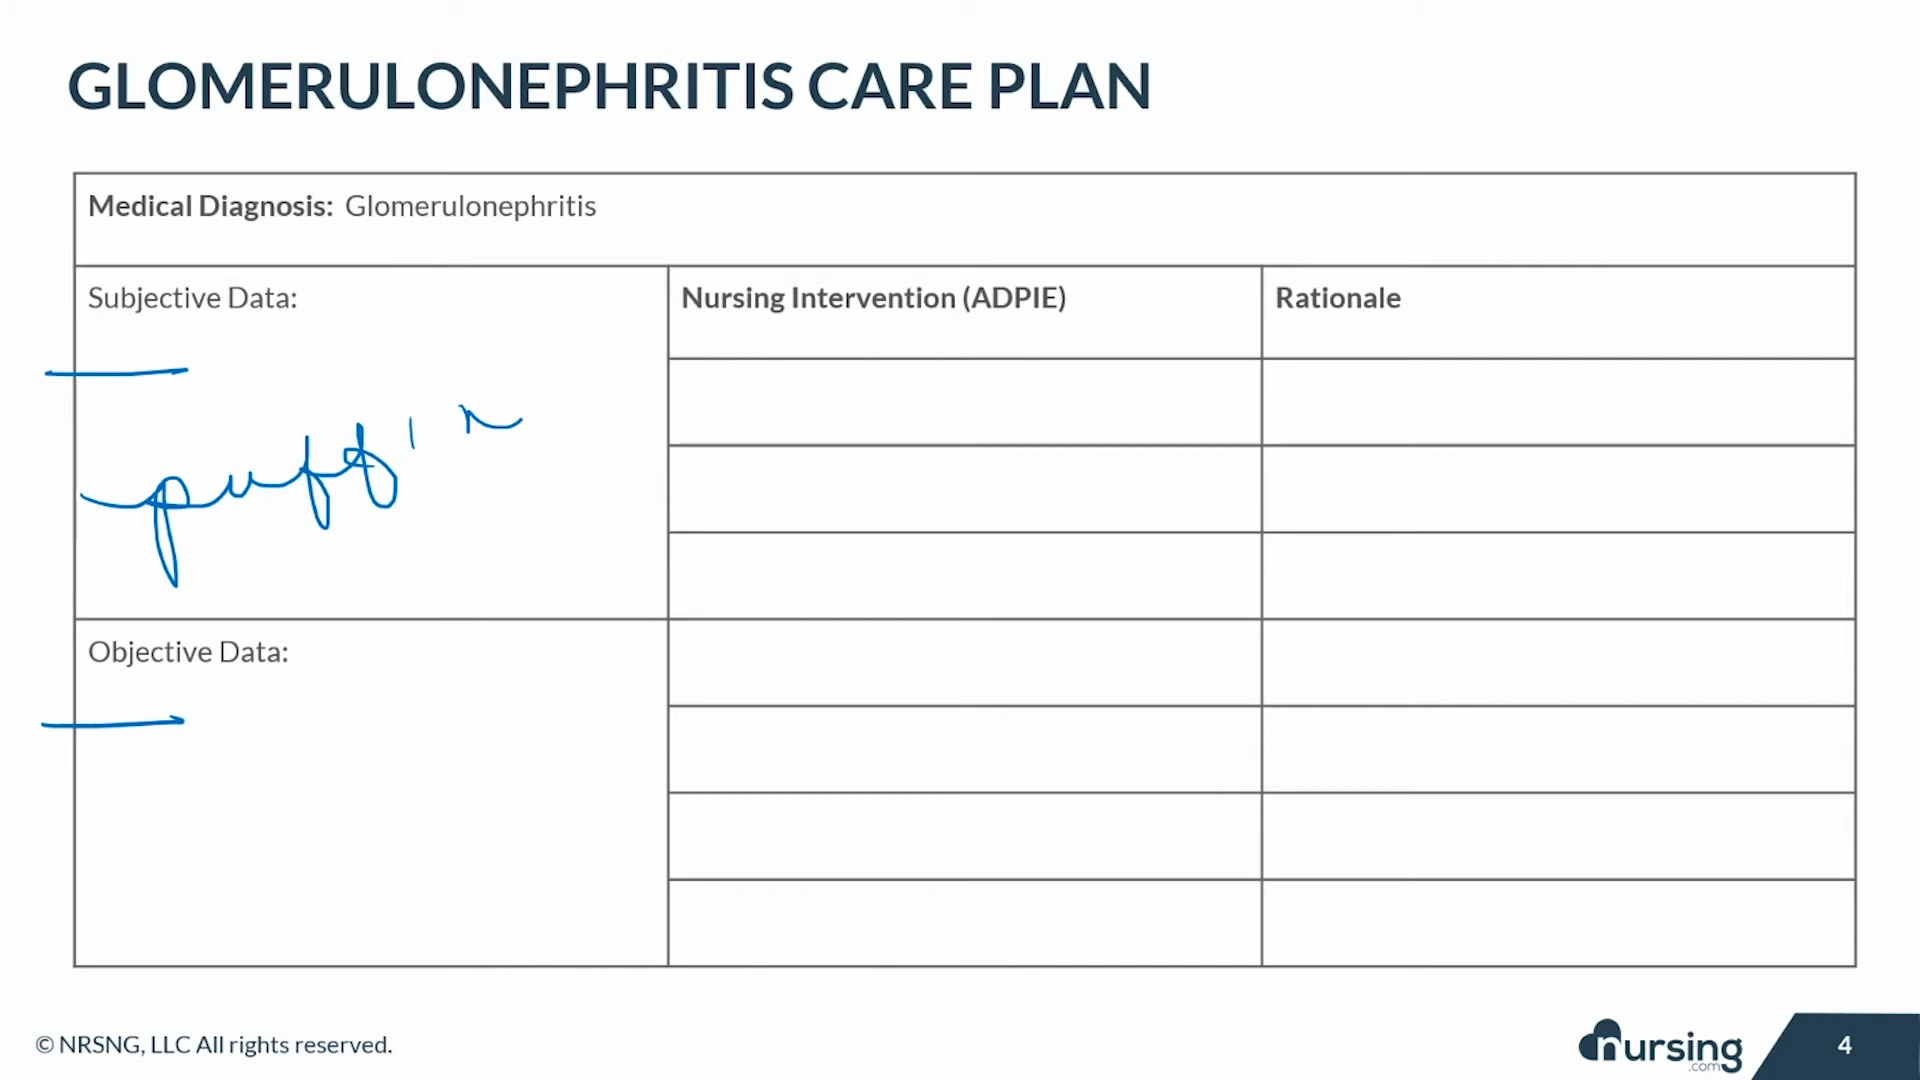 GLOMERULONEPHRITIS CARE PLAN
Medical Diagnosis: Glomerulonephritis
Subjective Data:
Nursing Intervention (ADPIE)
Rationale
Objective Data:
© NRSNG, LLC All rights reserved.
nursing
.com
4